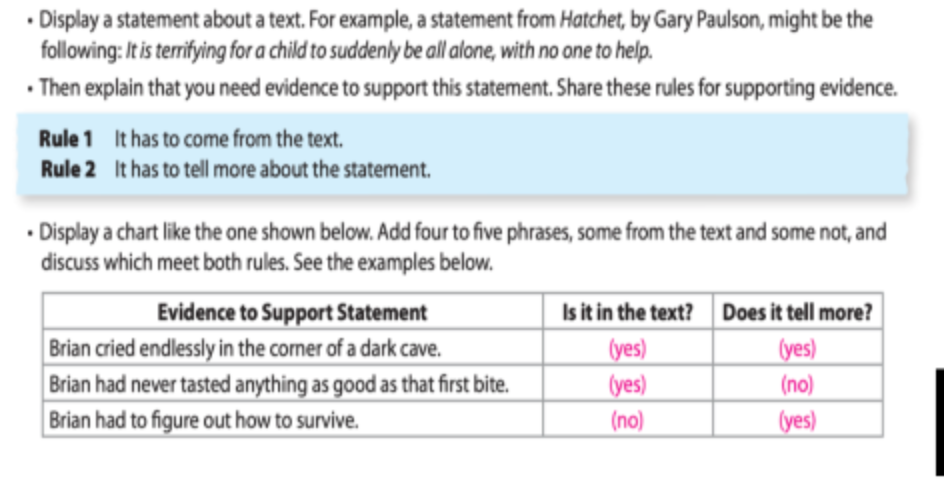 • Display a statement about a text. For example, a statement from Hatchet, by Gary Paulson, might be the
following: It is terrifying for a child to suddenly be all alone, with no one to help.
• Then explain that you need evidence to support this statement. Share these rules for supporting evidence.
Rule 1 It has to come from the text.
Rule 2 It has to tell more about the statement.
• Display a chart like the one shown below. Add four to five phrases, some from the text and some not, and
discuss which meet both rules. See the examples below.
Evidence to Support Statement Is it in the text? Does it tell more?
Brian cried endlessly in the corner of a dark cave. (yes) (yes)
Brian had never tasted anything as good as that first bite. (yes) (no)
Brian had to figure out how to survive. (no) (yes)